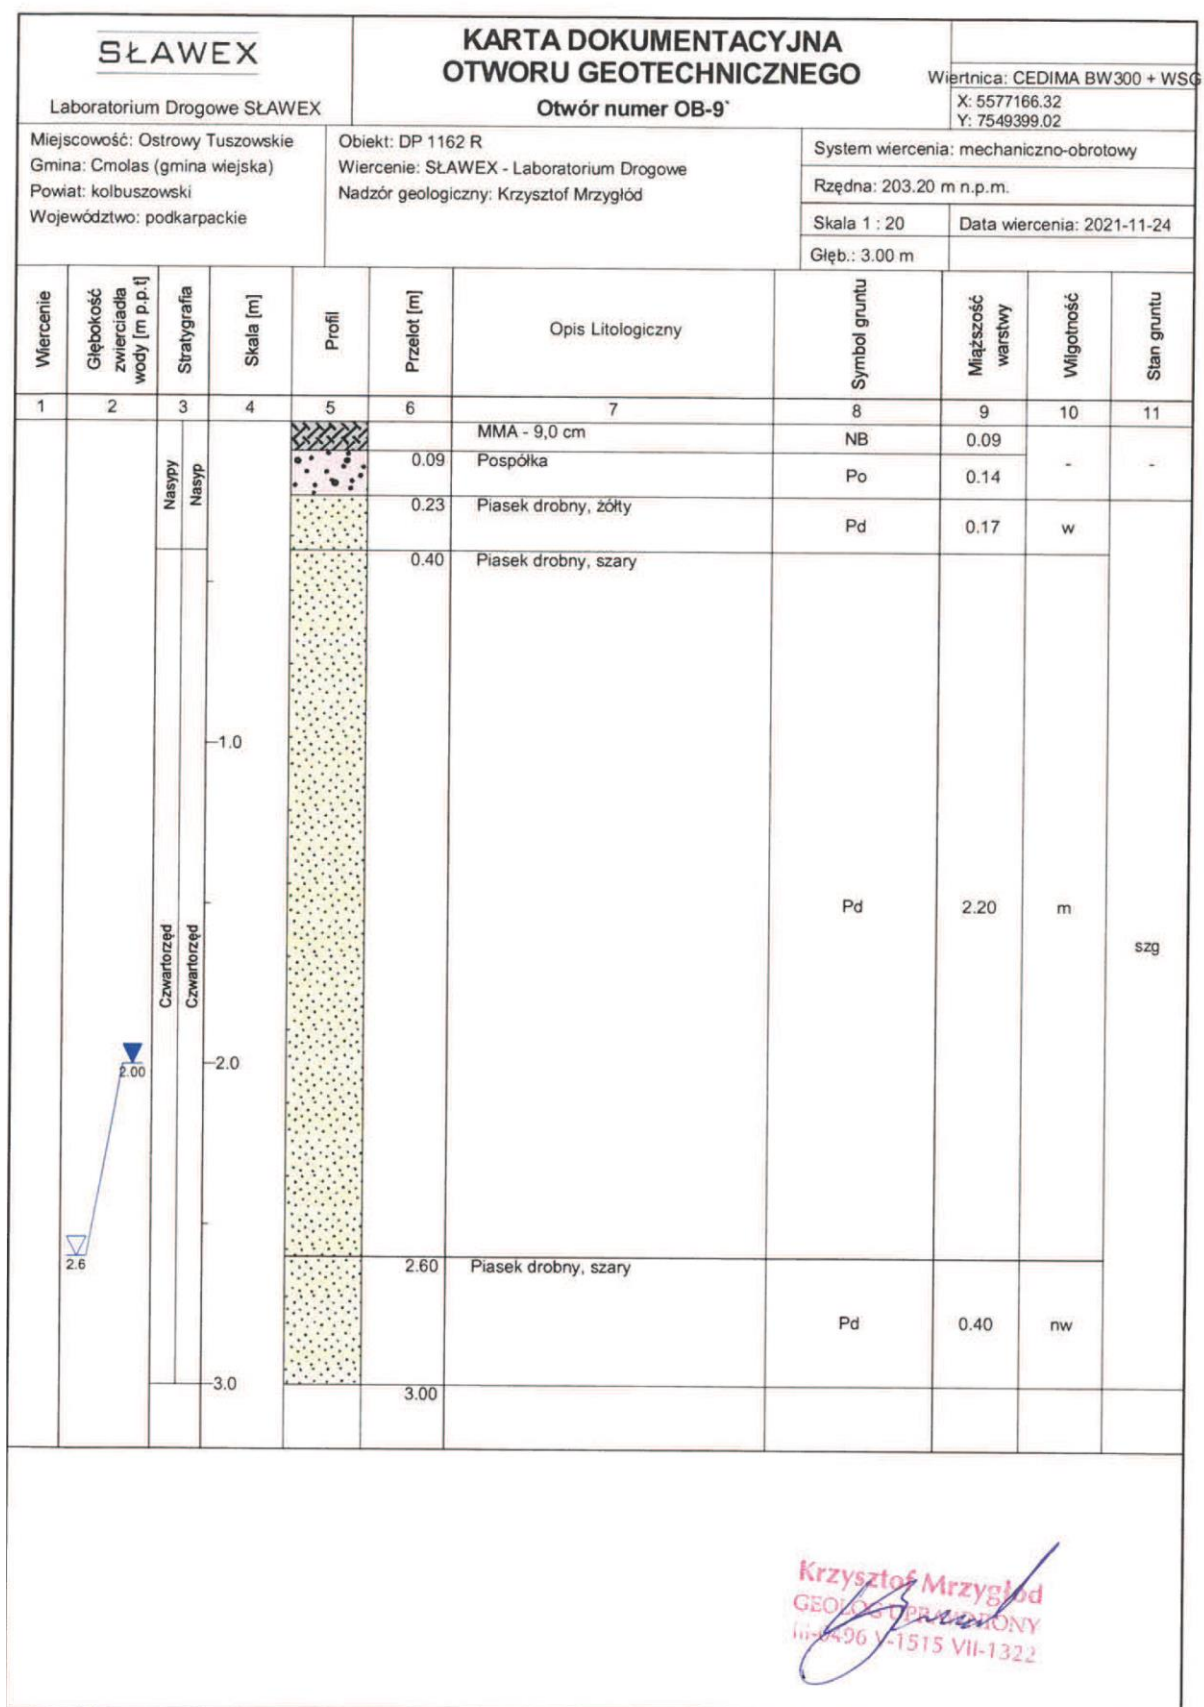 SŁAWEX
Laboratorium Drogowe SŁAWEX
KARTA DOKUMENTACYJNA
OTWORU GEOTECHNICZNEGO
Otwór numer OB-9`
Wiertnica: CEDIMA BW300 + WSG
X: 5577166.32
Y: 7549399.02
Miejscowość: Ostrowy Tuszowskie
Gmina: Cmolas (gmina wiejska)
Powiat: kolbuszowski
Województwo: podkarpackie
Obiekt: DP 1162 R
Wiercenie: SŁAWEX - Laboratorium Drogowe
Nadzór geologiczny: Krzysztof Mrzygłód
System wiercenia: mechaniczno-obrotowy
Rzędna: 203.20 m n.p.m.
Skala 1 : 20 Data wiercenia: 2021-11-24
Głęb.: 3.00 m
Wiercenie
Głębokość
zwierciadła
wody [m p.p.t]
Stratygrafia
Skala [m]
Profil
Przelot [m]
Opis Litologiczny
Symbol gruntu
Miąższość
warstwy
Wilgotność
Stan gruntu
1 2 3 4 5 6 7 8 9 10 11
MMA - 9,0 cm NB 0.09
0.09 Pospółka Po 0.14 - -
Nasypy
Nasyp
0.23 Piasek drobny, żółty Pd 0.17 w
0.40 Piasek drobny, szary
1.0
Pd 2.20 m
szg
Czwartorzęd
Czwartorzęd
2.00
2.0
2.6
2.60 Piasek drobny, szary
Pd 0.40 nw
3.0
3.00
Krzysztof Mrzygłód
GEOLOG UPRAWNIONY
III-0496 V-1515 VII-1322